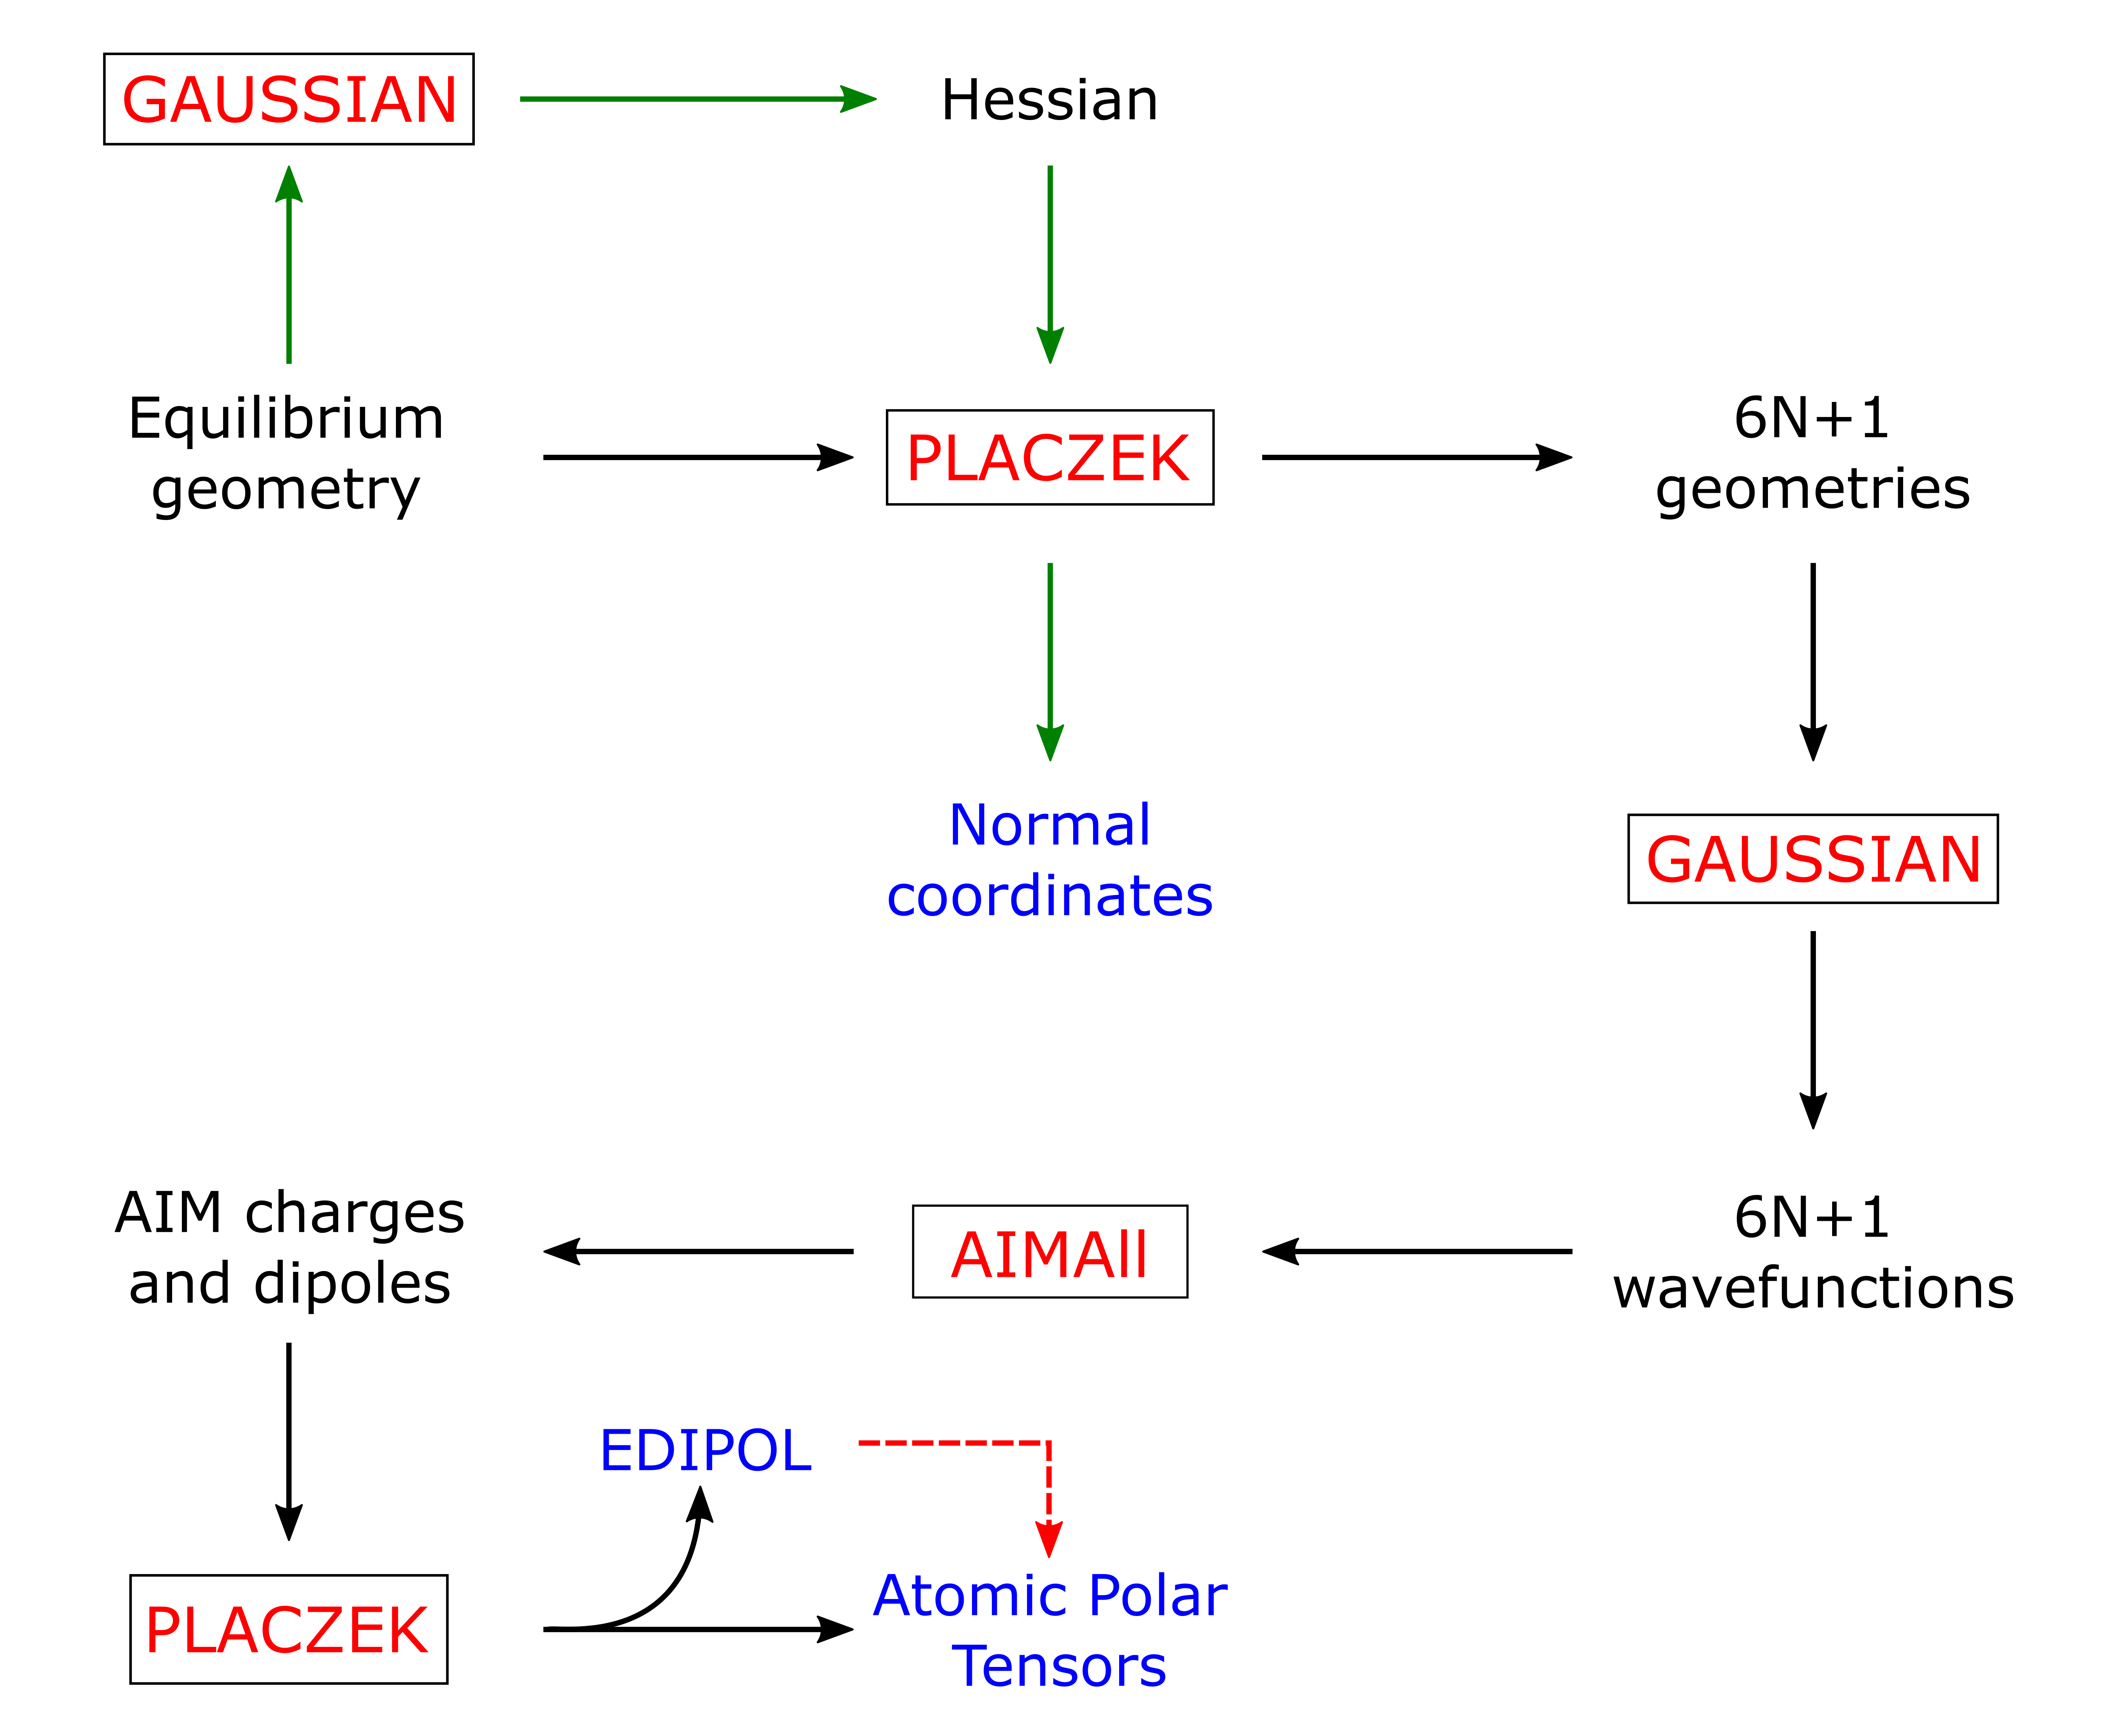 GAUSSIAN
Hessian
Equilibrium
geometry
PLACZEK
6N+1
geometries
Normal
coordinates
GAUSSIAN
AIM charges
and dipoles
AIMAll
6N+1
wavefunctions
EDIPOL
PLACZEK
Atomic Polar
Tensors